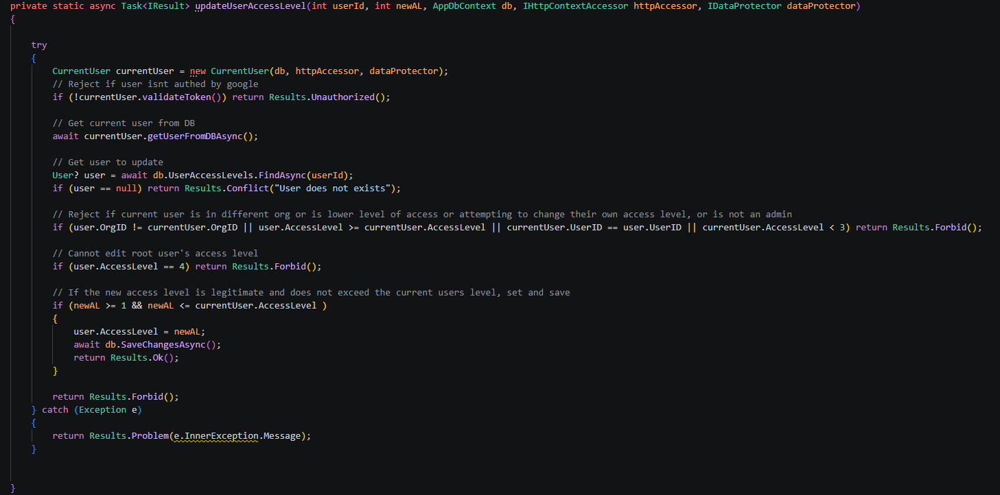 private static async Task<IResult> updateUserAccessLevel(int userId, int newAL, AppDbContext db, IHttpContextAccessor httpAccessor, IDataProtector dataProtector)
{
try
{
CurrentUser currentUser = new CurrentUser(db, httpAccessor, dataProtector);
// Reject if user isnt authed by google
if (!currentUser.validateToken()) return Results.Unauthorized();
// Get current user from DB
await currentUser.getUserFromDBAsync();
// Get user to update
User? user = await db.UserAccessLevels.FindAsync(userId);
if (user == null) return Results.Conflict("User does not exists");
// Reject if current user is in different org or is lower level of access or attempting to change their own access level, or is not an admin
if (user.OrgID != currentUser.OrgID || user.AccessLevel >= currentUser.AccessLevel || currentUser.UserID == user.UserID || currentUser.AccessLevel < 3) return Results.Forbid();
// Cannot edit root user's access level
if (user.AccessLevel == 4) return Results.Forbid();
// If the new access level is legitimate and does not exceed the current users level, set and save
if (newAL >= 1 && newAL <= currentUser.AccessLevel )
{
user.AccessLevel = newAL;
await db.SaveChangesAsync();
return Results.Ok();
}
return Results.Forbid();
} catch (Exception e)
{
return Results.Problem(e.InnerException.Message);
}
}